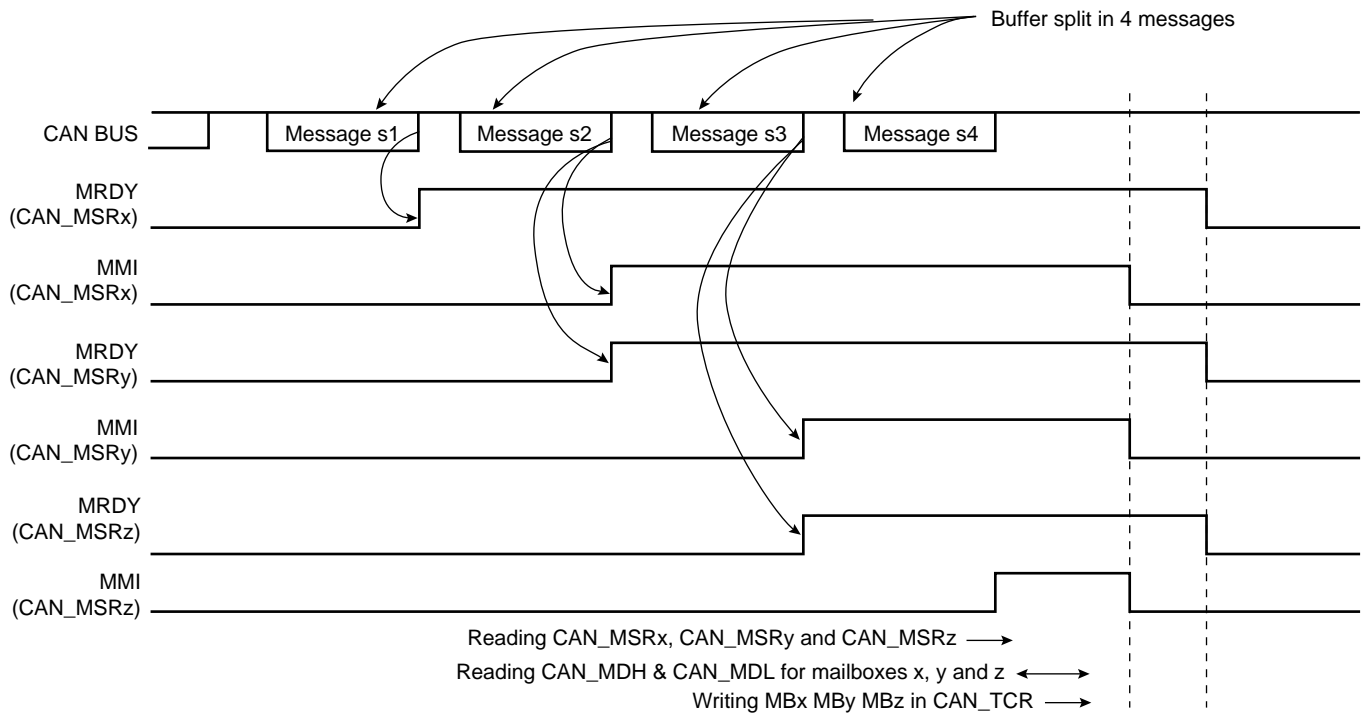 Buffer split in 4 messages
CAN BUS
Message s1
Message s2
Message s3
Message s4
MRDY
(CAN_MSRx)
MMI
(CAN_MSRx)
MRDY
(CAN_MSRy)
MMI
(CAN_MSRy)
MRDY
(CAN_MSRz)
MMI
(CAN_MSRz)
Reading CAN_MSRx, CAN_MSRy and CAN_MSRz
Reading CAN_MDH & CAN_MDL for mailboxes x, y and z
Writing MBx MBy MBz in CAN_TCR